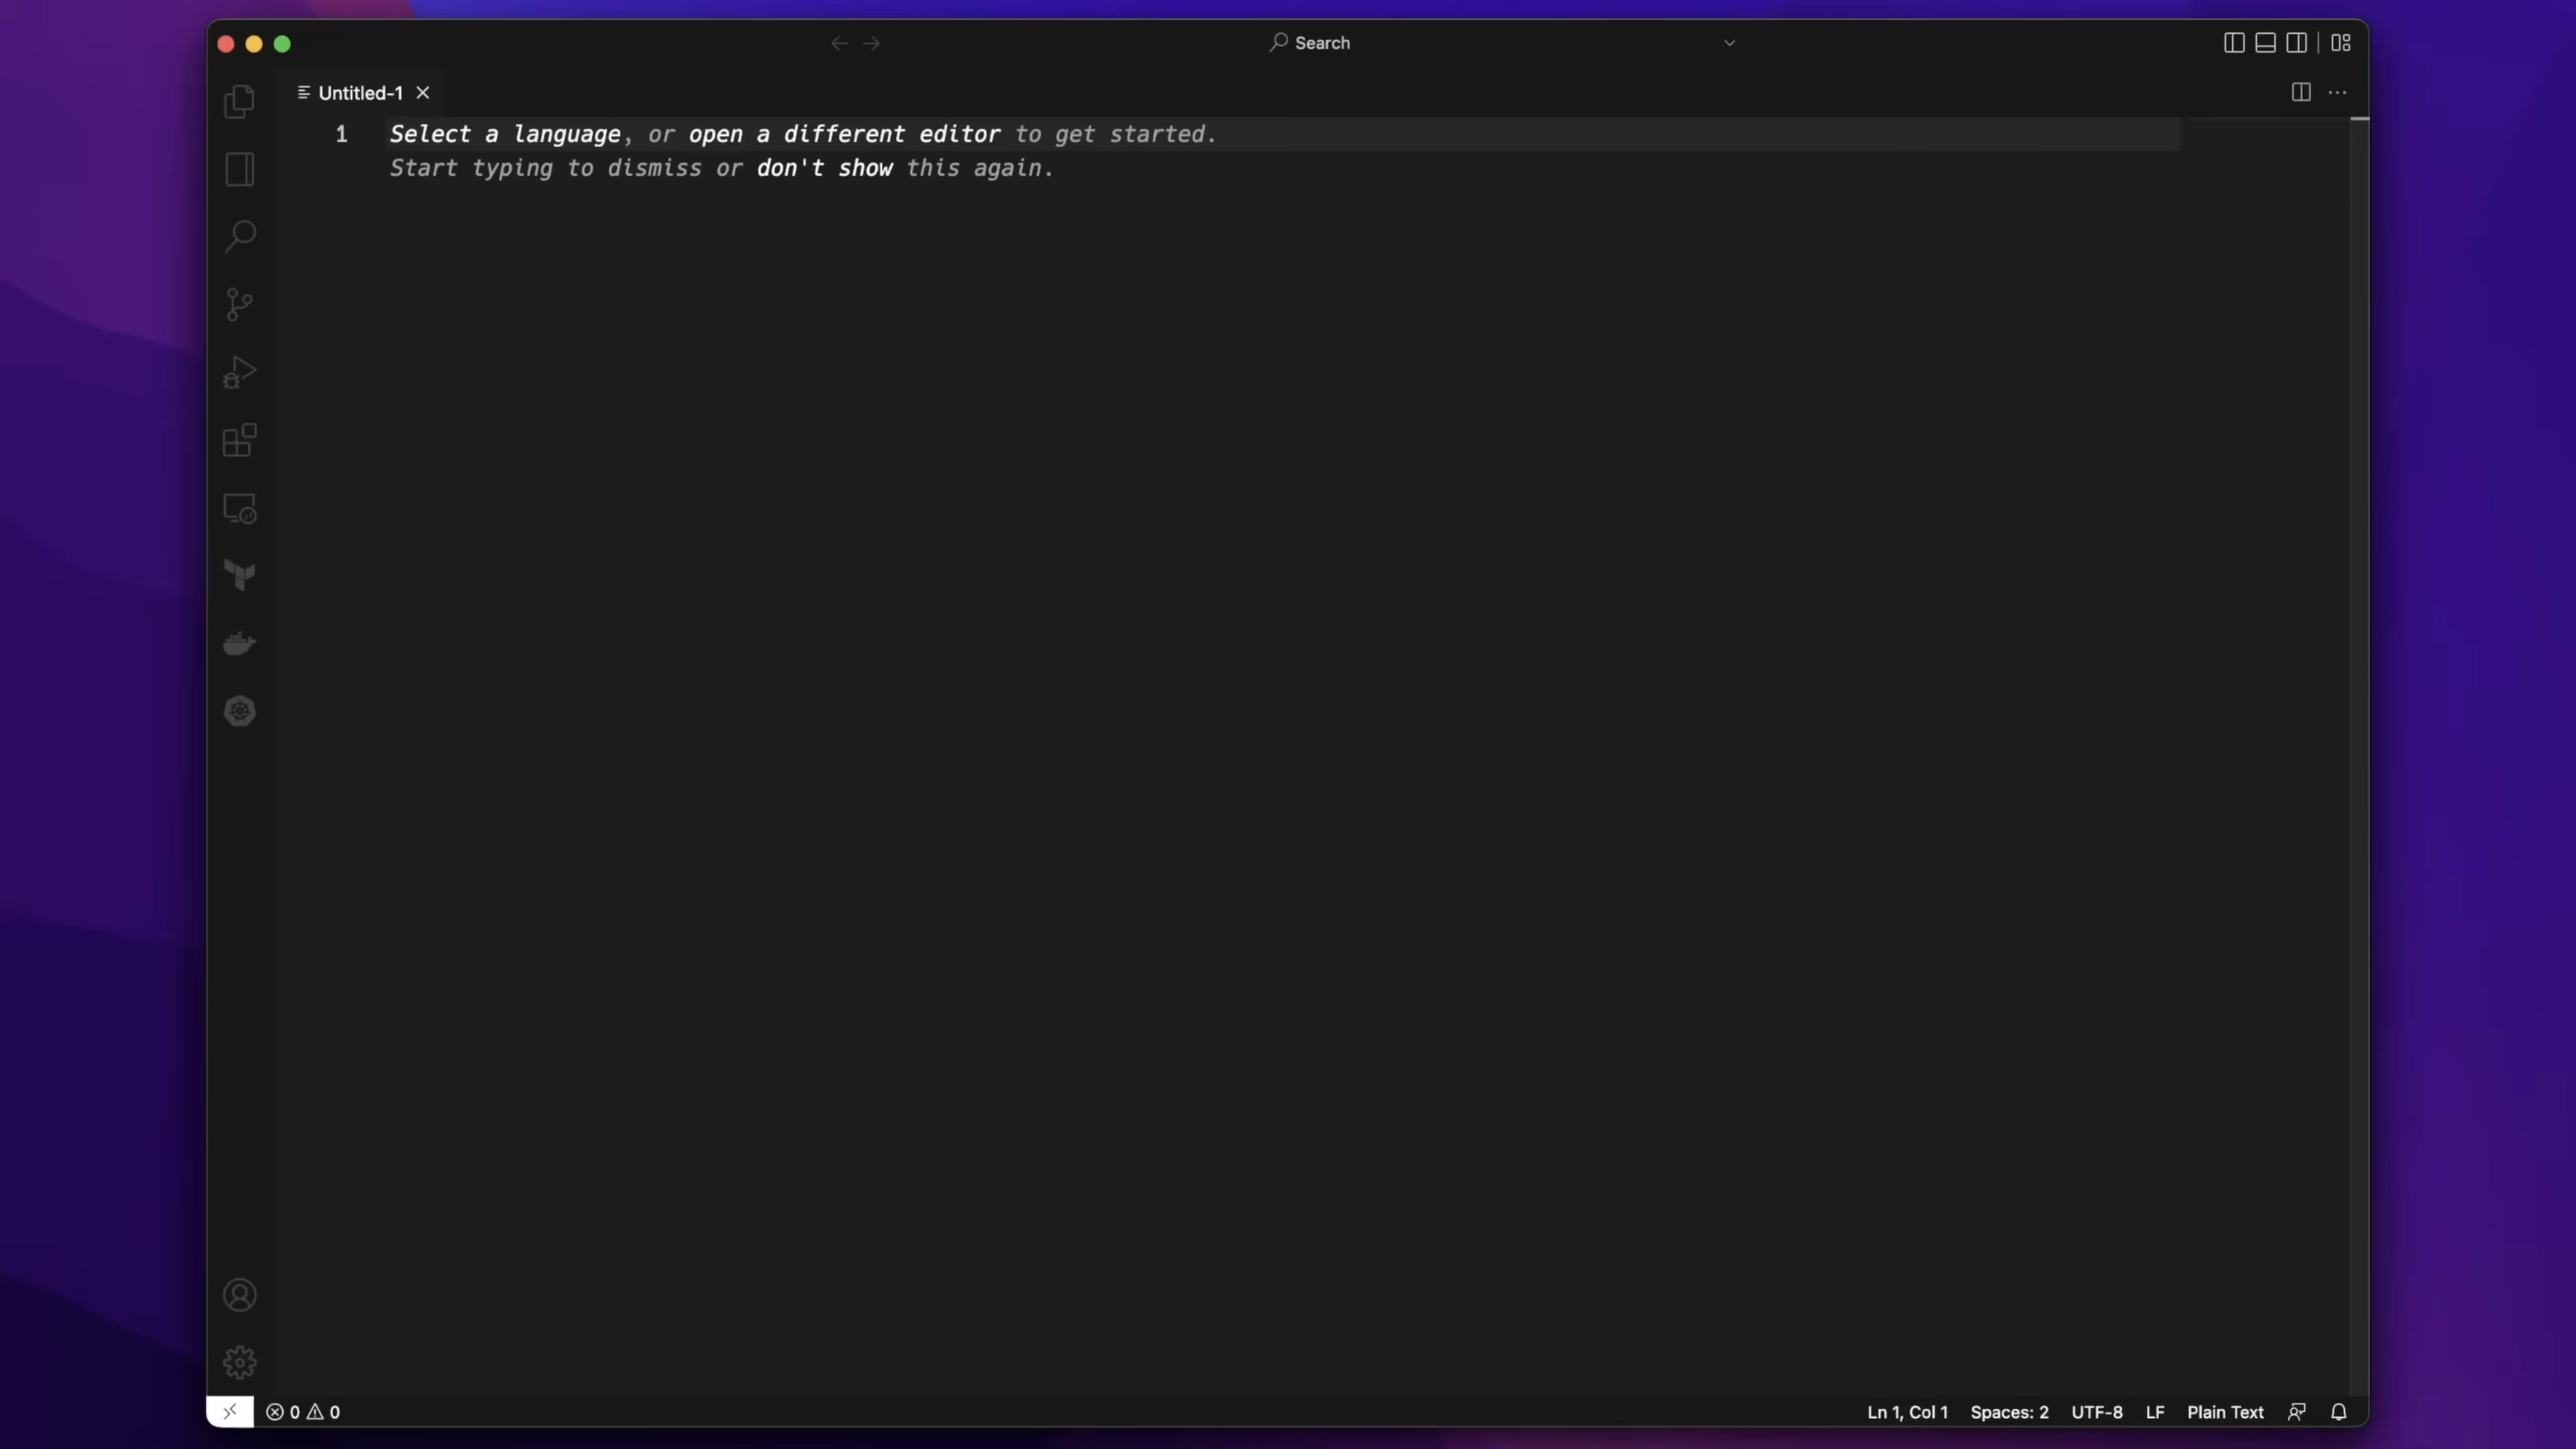 Search
Untitled-1
1
Select a language, or open a different editor to get started.
Start typing to dismiss or don't show this again.
0 0
Ln 1, Col 1 Spaces: 2 UTF-8 LF Plain Text